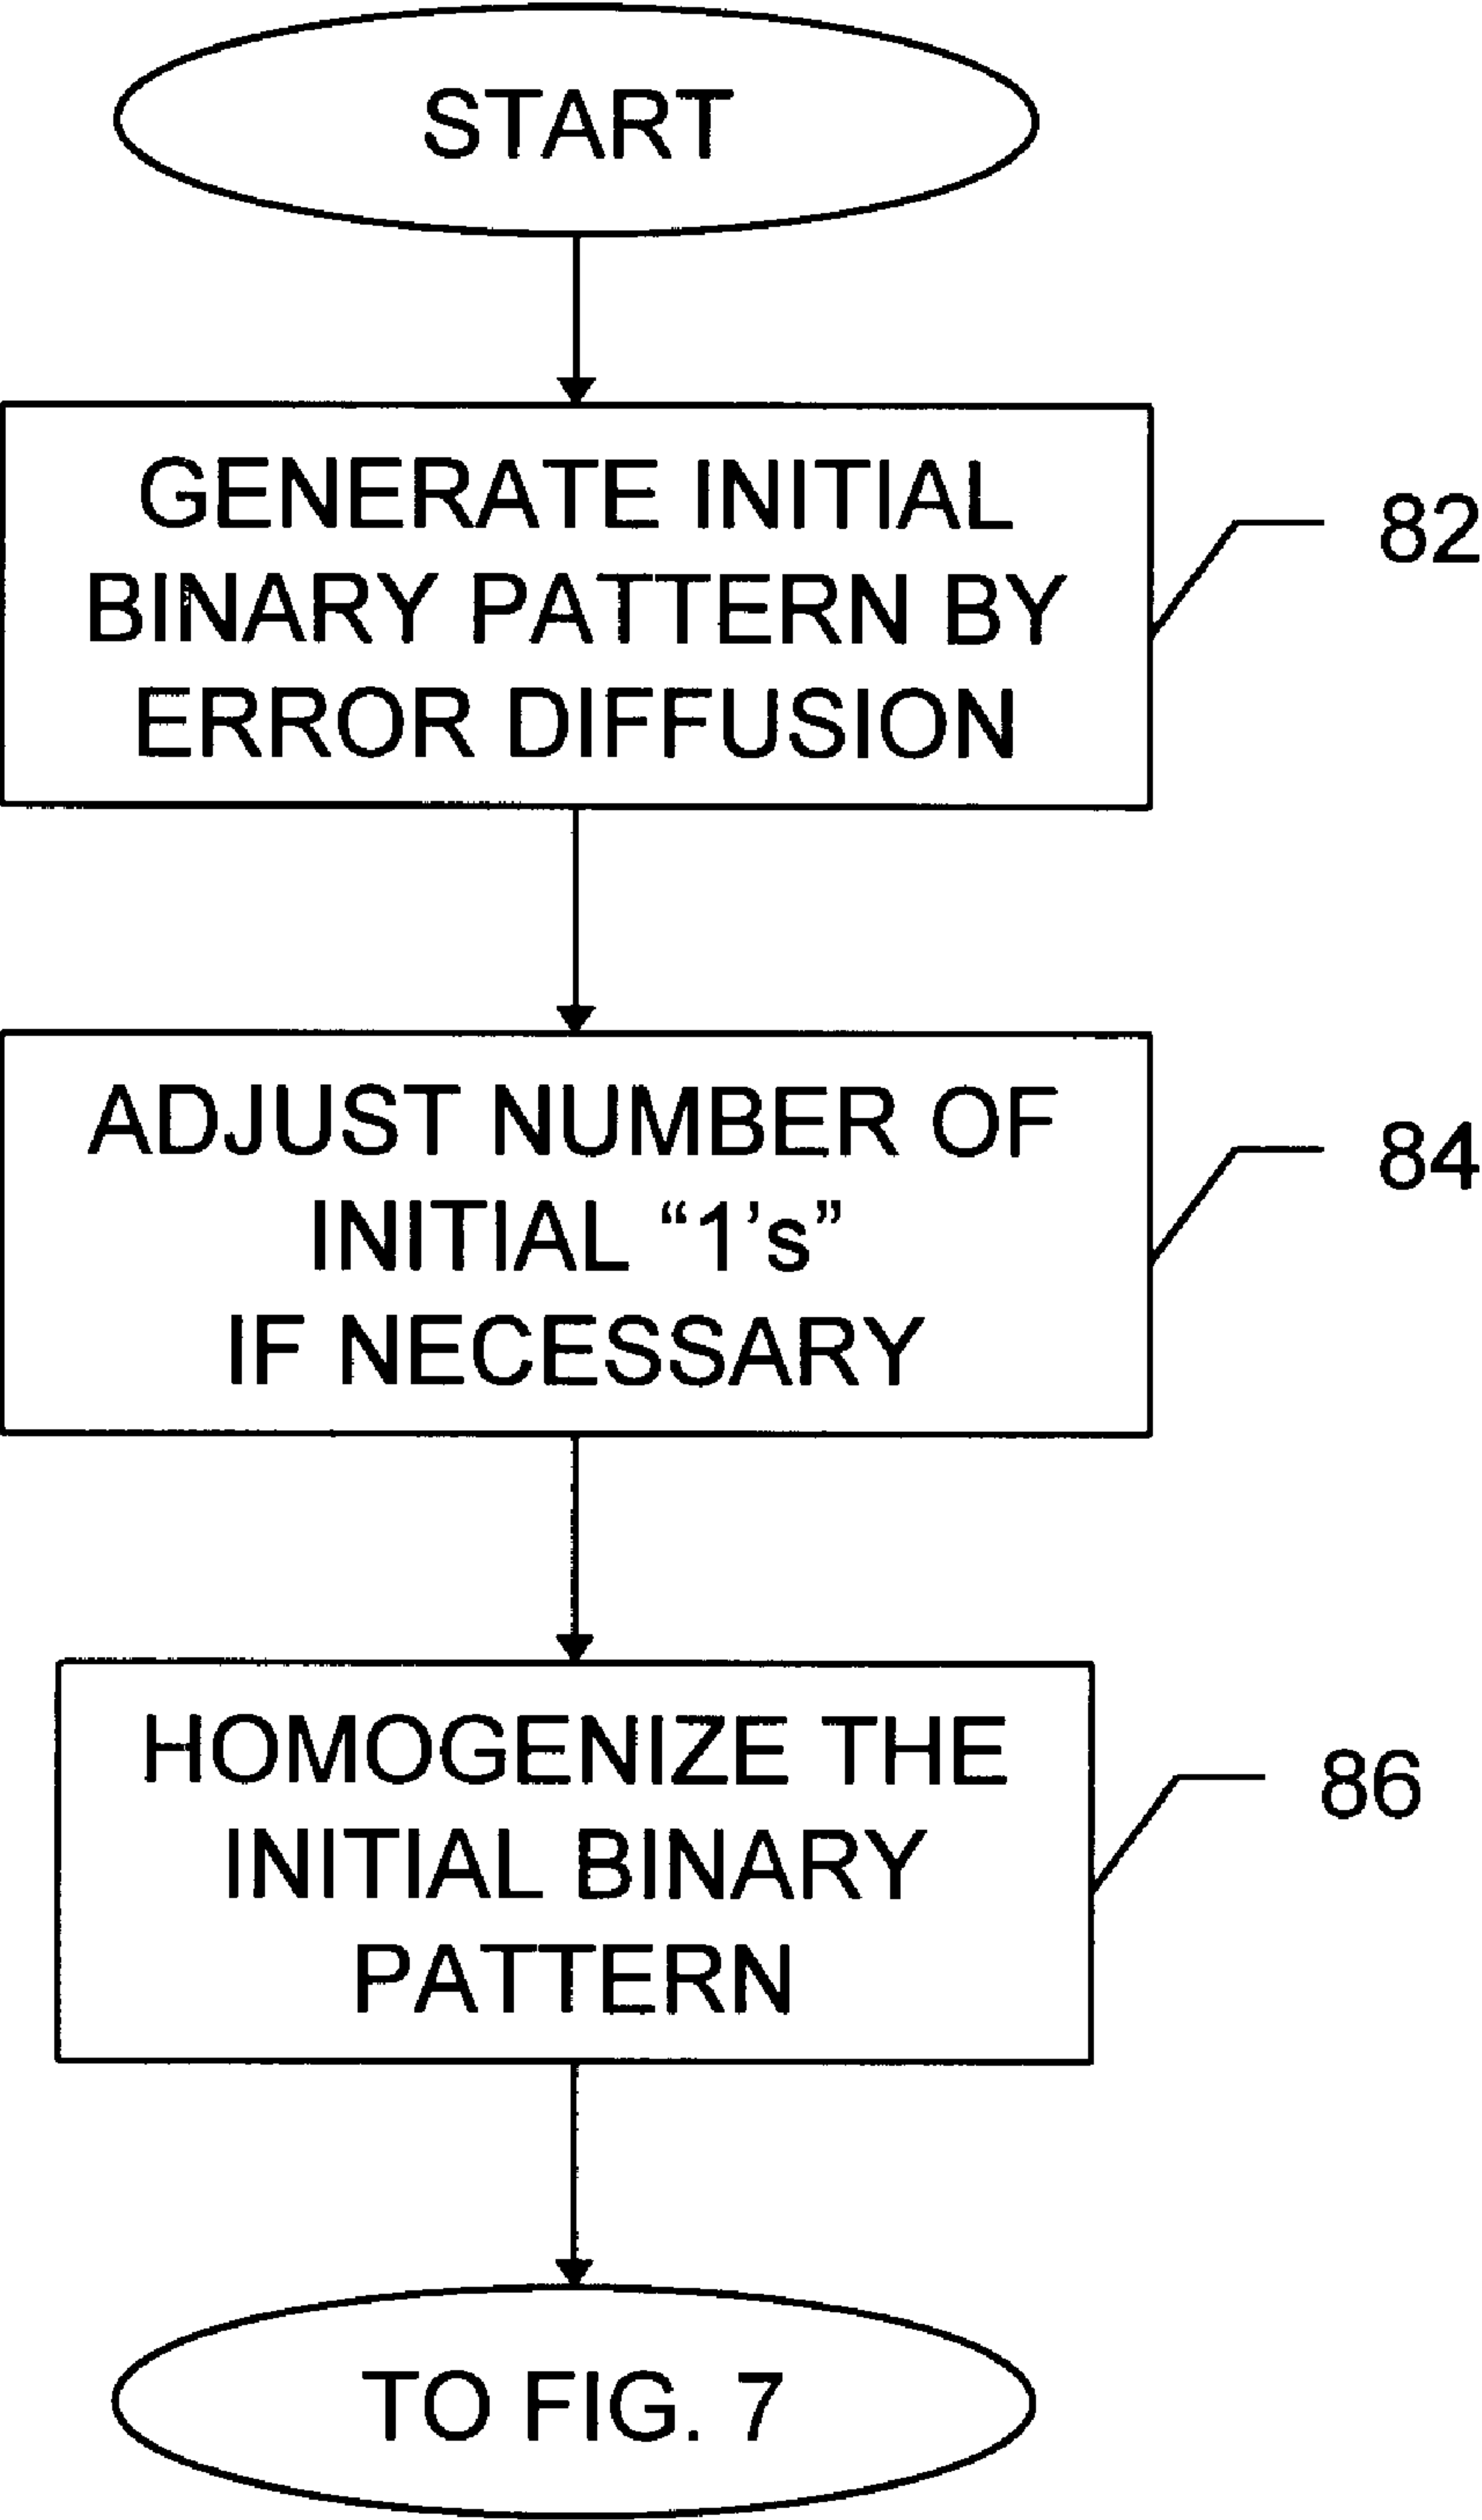 START
GENERATE INITIAL
BINARY PATTERN BY
ERROR DIFFUSION
82
ADJUST NUMBER OF
INITIAL “1's”
IF NECESSARY
84
HOMOGENIZE THE
INITIAL BINARY
PATTERN
86
TO FIG. 7